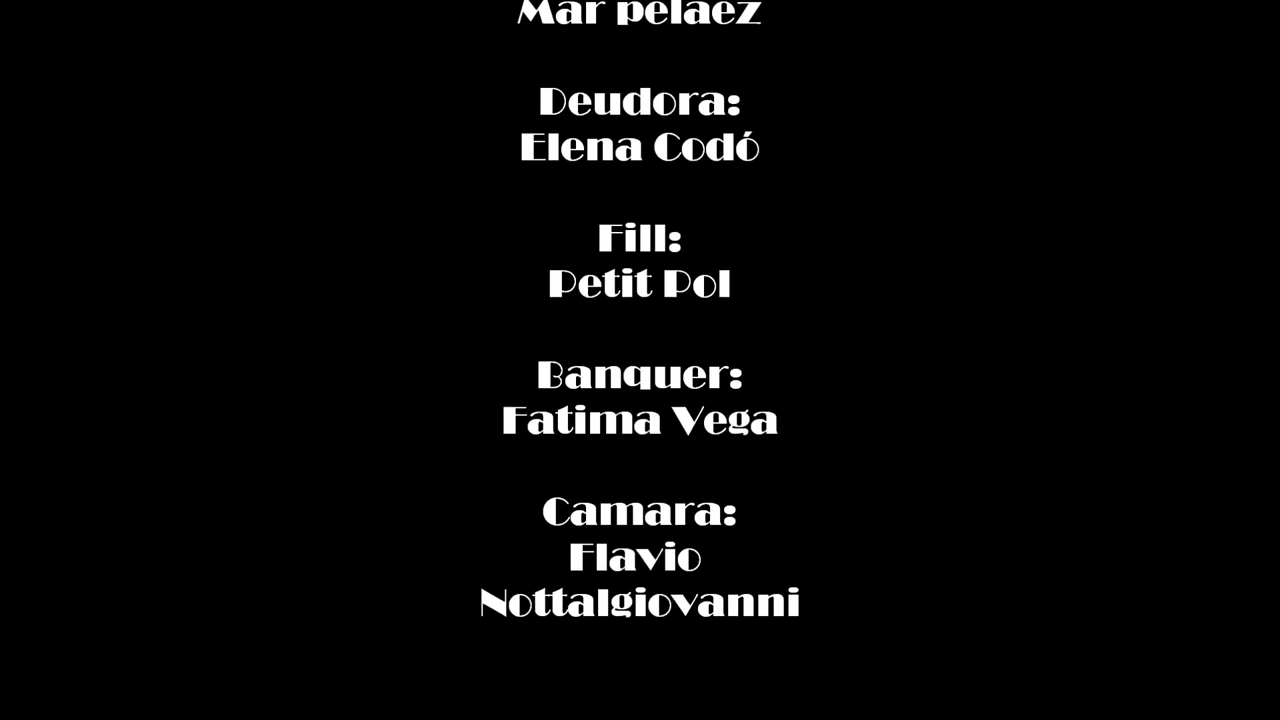 Mar pelaez
Deudora:
Elena Codó
Fill:
Petit Pol
Banquer:
Fatima Vega
Camara:
Flavio
Nottalgiovanni